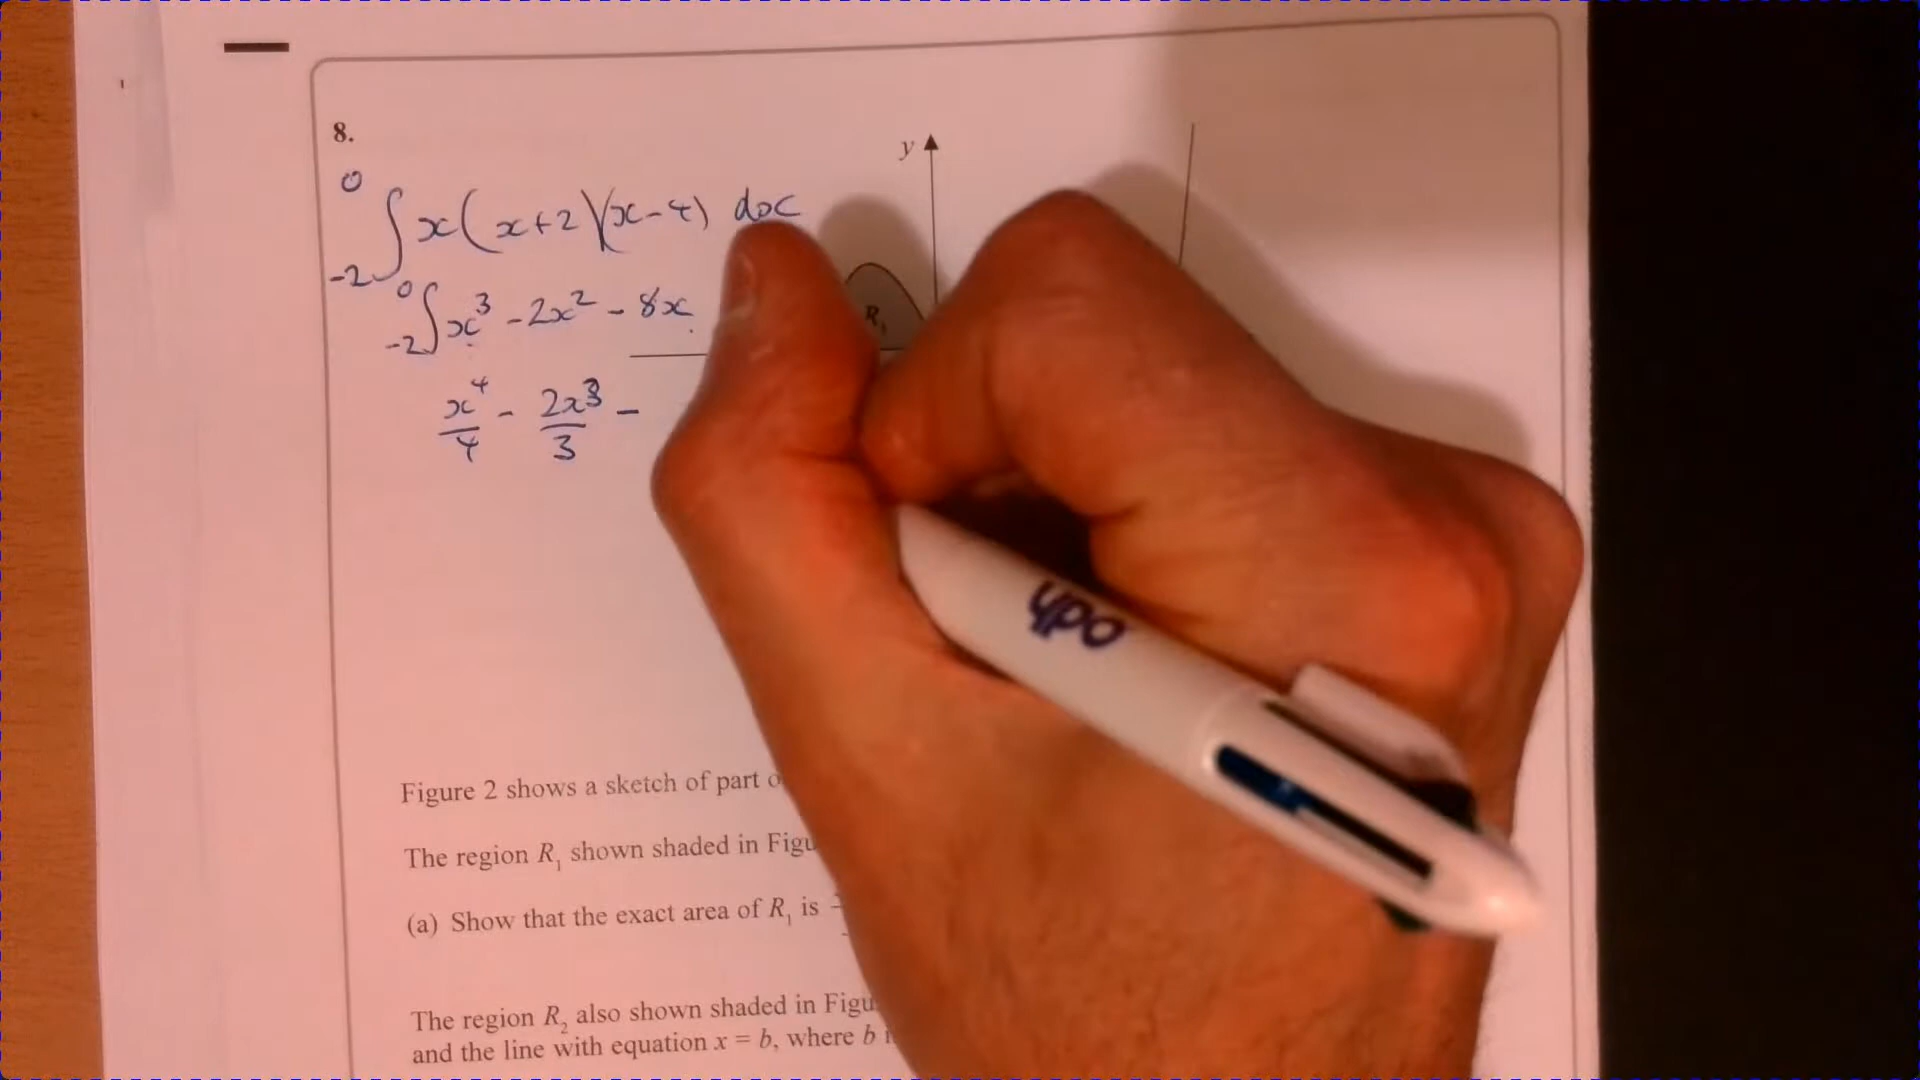 8.
y
0
∫ x(x+2)(x-4) dx
-2
0
∫ x³ - 2x² - 8x
-2
R₁
x⁴/4 - 2x³/3 -
ypo
Figure 2 shows a sketch of part
The region R₁ shown shaded in
(a) Show that the exact area of R₁ is
The region R₂ also shown shaded in
and the line with equation x = b, where b